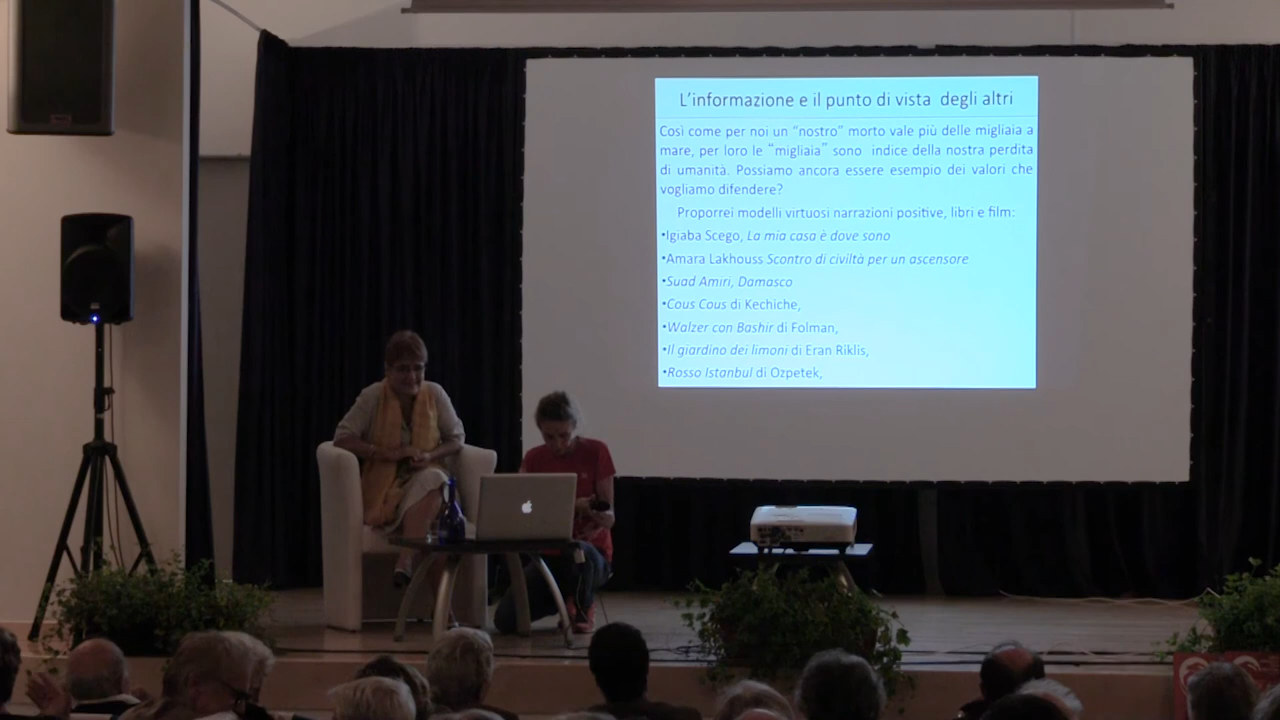 L’informazione e il punto di vista degli altri
Così come per noi un “nostro” morto vale più delle migliaia a
mare, per loro le “migliaia” sono indice della nostra perdita
di umanità. Possiamo ancora essere esempio dei valori che
vogliamo difendere?
Proporrei modelli virtuosi narrazioni positive, libri e film:
•Igiaba Scego, La mia casa è dove sono
•Amara Lakhouss Scontro di civiltà per un ascensore
•Suad Amiri, Damasco
•Cous Cous di Kechiche,
•Walzer con Bashir di Folman,
•Il giardino dei limoni di Eran Riklis,
•Rosso Istanbul di Ozpetek,